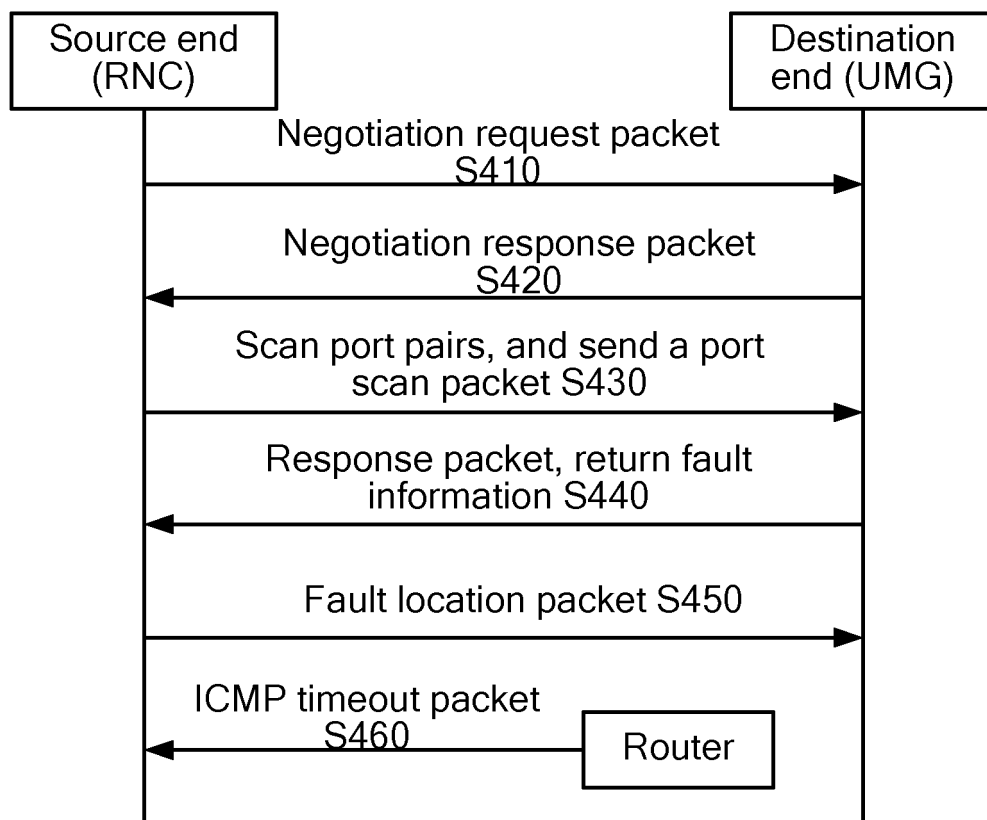 Source end
(RNC)
Destination
end (UMG)
Negotiation request packet
S410
Negotiation response packet
S420
Scan port pairs, and send a port
scan packet S430
Response packet, return fault
information S440
Fault location packet S450
ICMP timeout packet
S460
Router